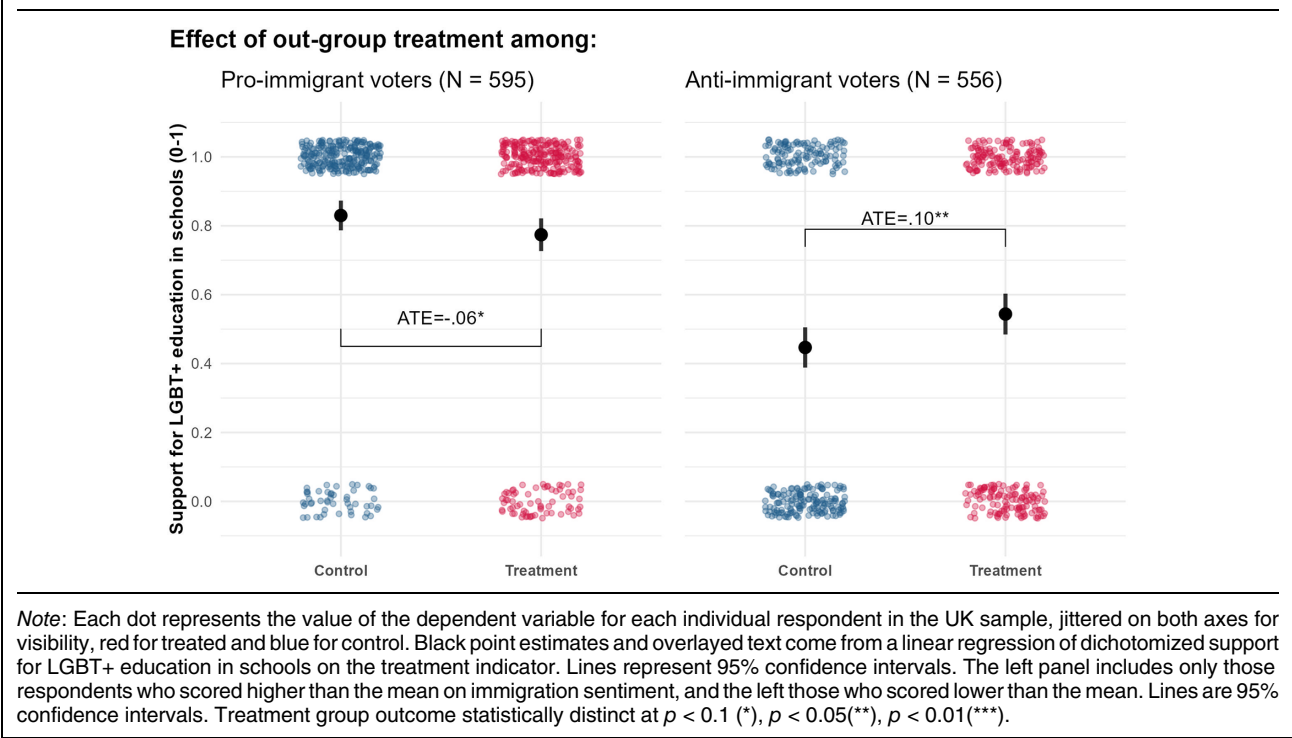 Effect of out-group treatment among:
Pro-immigrant voters (N = 595)
Anti-immigrant voters (N = 556)
Support for LGBT+ education in schools (0-1)
1.0
0.8
0.6
0.4
0.2
0.0
ATE=-.06*
ATE=.10**
Control
Treatment
Control
Treatment
Note: Each dot represents the value of the dependent variable for each individual respondent in the UK sample, jittered on both axes for
visibility, red for treated and blue for control. Black point estimates and overlayed text come from a linear regression of dichotomized support
for LGBT+ education in schools on the treatment indicator. Lines represent 95% confidence intervals. The left panel includes only those
respondents who scored higher than the mean on immigration sentiment, and the left those who scored lower than the mean. Lines are 95%
confidence intervals. Treatment group outcome statistically distinct at p < 0.1 (*), p < 0.05(**), p < 0.01(***).